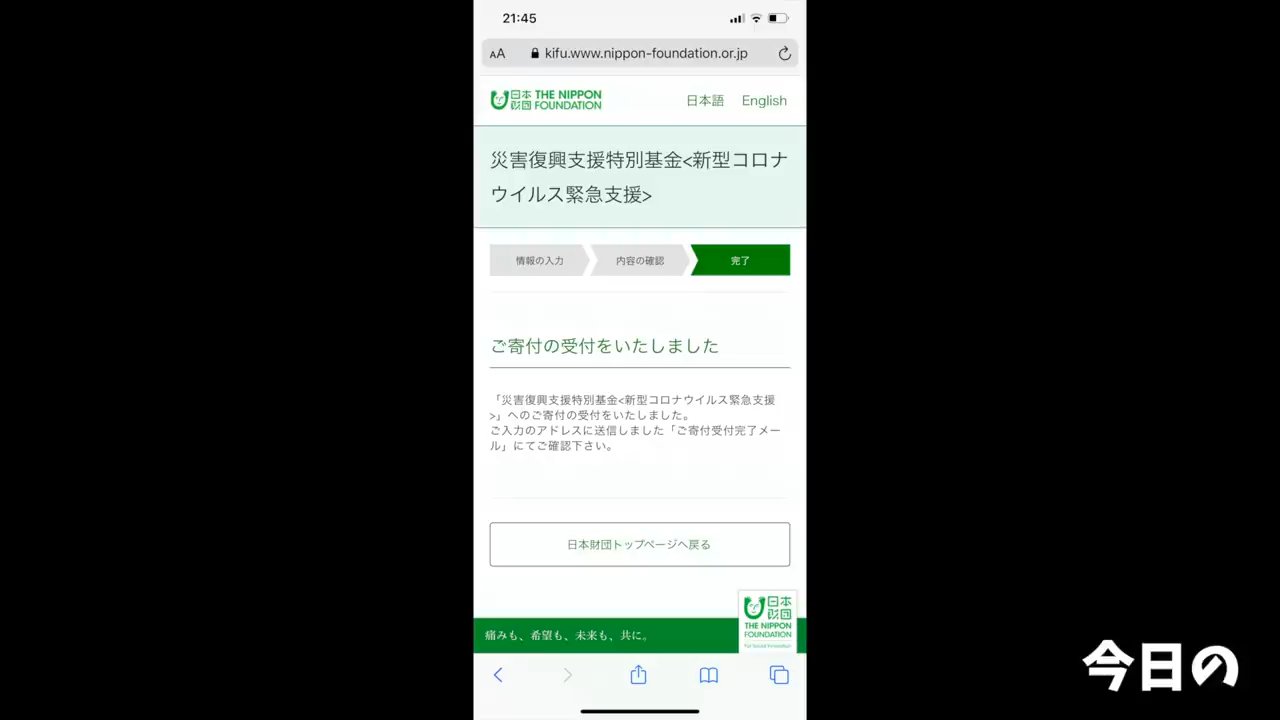 21:45
AA
kifu.www.nippon-foundation.or.jp
日本財団 THE NIPPON FOUNDATION
日本語 English
災害復興支援特別基金<新型コロナ
ウイルス緊急支援>
情報の入力
内容の確認
完了
ご寄付の受付をいたしました
「災害復興支援特別基金<新型コロナウイルス緊急支援
>」へのご寄付の受付をいたしました。
ご入力のアドレスに送信しました「ご寄付受付完了メー
ル」にてご確認下さい。
日本財団トップページへ戻る
痛みも、希望も、未来も、共に。
日本
財団
THE NIPPON
FOUNDATION
For Social Innovation
今日の